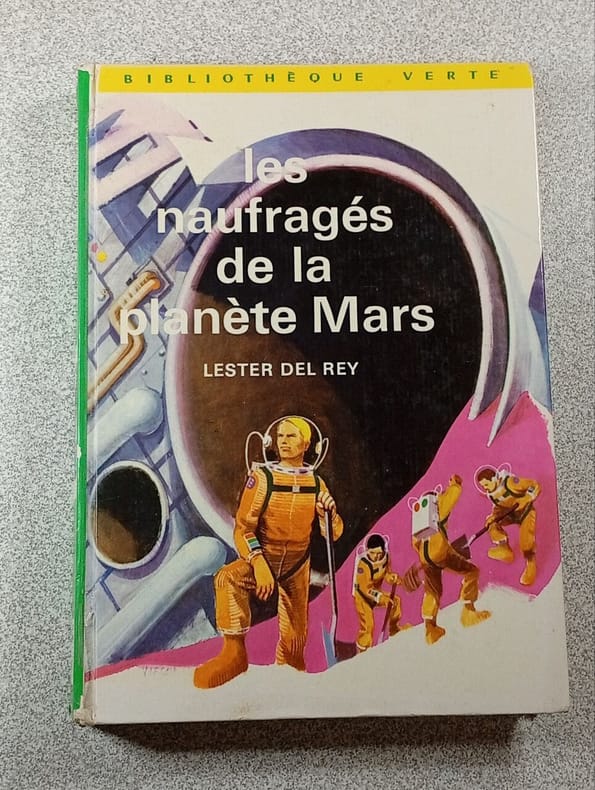 BIBLIOTHÈQUE VERTE
les
naufragés
de la
planète Mars
LESTER DEL REY